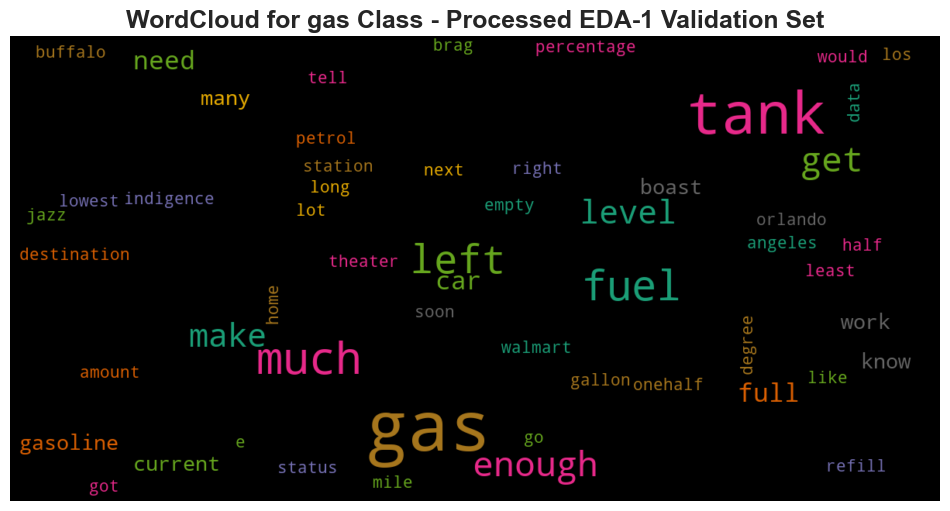 WordCloud for gas Class - Processed EDA-1 Validation Set
buffalo
need
brag
percentage
would
los
tell
many
tank
data
petrol
station
next
right
get
long
boast
lowest
indigence
lot
empty
level
jazz
orlando
angeles
half
destination
theater
left
least
car
fuel
home
soon
make
work
walmart
degree
much
know
amount
gallon
onehalf
like
full
gas
gasoline
e
go
current
status
enough
refill
got
mile